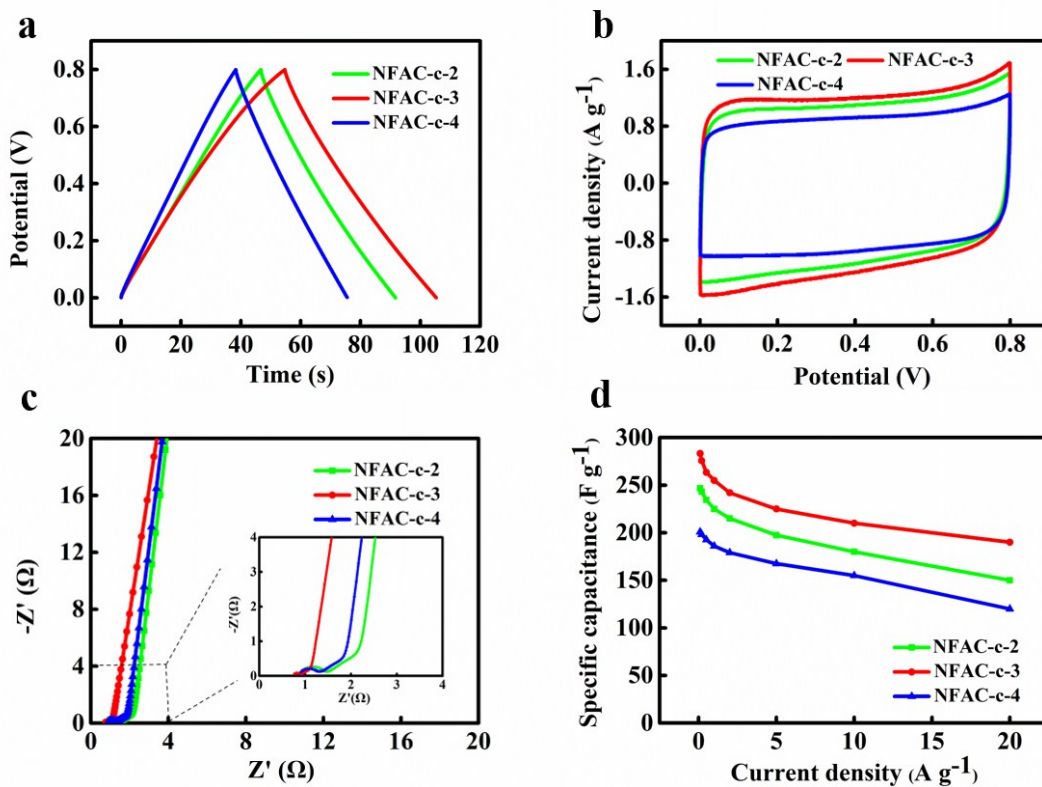 a
NFAC-c-2
NFAC-c-3
NFAC-c-4
Potential (V)
0.8
0.6
0.4
0.2
0.0
0 20 40 60 80 100 120
Time (s)
b
NFAC-c-2 NFAC-c-3
NFAC-c-4
Current density (A g-1)
1.6
0.8
0.0
-0.8
-1.6
0.0 0.2 0.4 0.6 0.8
Potential (V)
c
NFAC-c-2
NFAC-c-3
NFAC-c-4
-Z' (Ω)
20
16
12
8
4
0
0 4 8 12 16 20
Z' (Ω)
-Z'(Ω)
4
3
2
1
0
0 1 2 3 4
Z'(Ω)
d
Specific capacitance (F g-1)
300
250
200
150
100
50
0
NFAC-c-2
NFAC-c-3
NFAC-c-4
0 5 10 15 20
Current density (A g-1)